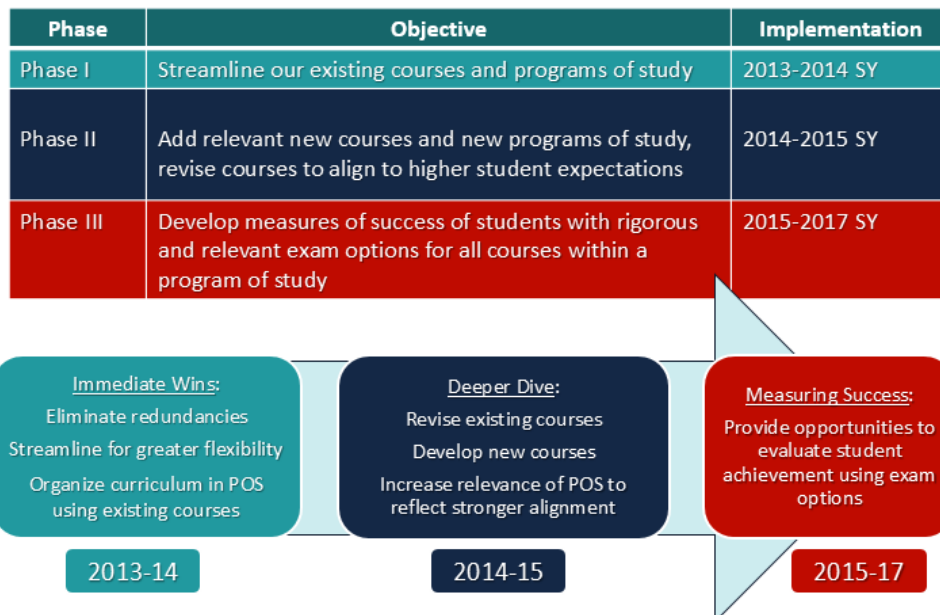 Phase Objective Implementation
Phase I Streamline our existing courses and programs of study 2013-2014 SY
Phase II Add relevant new courses and new programs of study, 2014-2015 SY
revise courses to align to higher student expectations
Phase III Develop measures of success of students with rigorous 2015-2017 SY
and relevant exam options for all courses within a
program of study
Immediate Wins:
Eliminate redundancies
Streamline for greater flexibility
Organize curriculum in POS
using existing courses
2013-14
Deeper Dive:
Revise existing courses
Develop new courses
Increase relevance of POS to
reflect stronger alignment
2014-15
Measuring Success:
Provide opportunities to
evaluate student
achievement using exam
options
2015-17